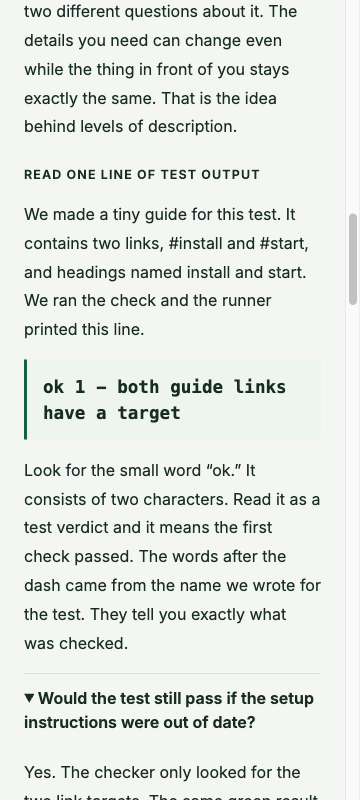 two different questions about it. The
details you need can change even
while the thing in front of you stays
exactly the same. That is the idea
behind levels of description.
READ ONE LINE OF TEST OUTPUT
We made a tiny guide for this test. It
contains two links, #install and #start,
and headings named install and start.
We ran the check and the runner
printed this line.
ok 1 – both guide links
have a target
Look for the small word “ok.” It
consists of two characters. Read it as a
test verdict and it means the first
check passed. The words after the
dash came from the name we wrote for
the test. They tell you exactly what
was checked.
▼ Would the test still pass if the setup
instructions were out of date?
Yes. The checker only looked for the
two link targets. The same green result